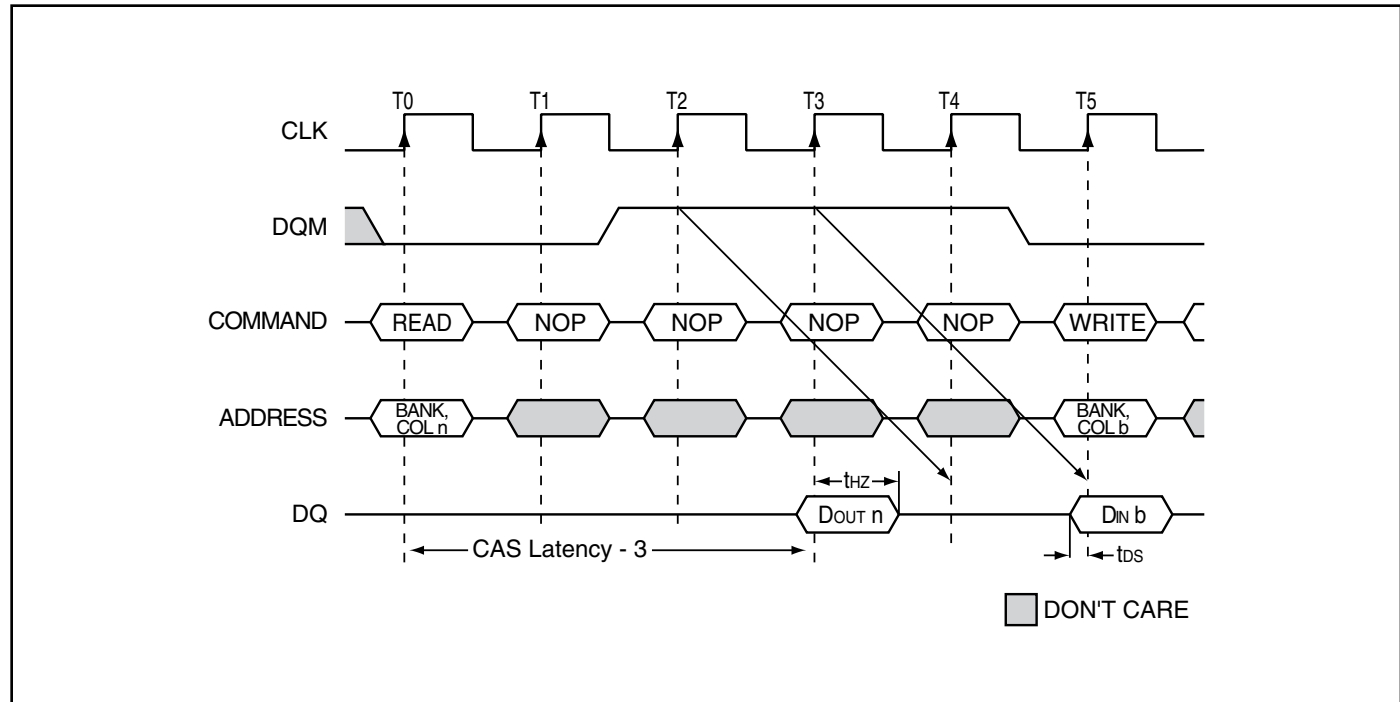 T0 T1 T2 T3 T4 T5
CLK
DQM
COMMAND READ NOP NOP NOP NOP WRITE
ADDRESS BANK, COL n BANK, COL b
tHZ
DQ DOUT n DIN b
CAS Latency - 3 tDS
DON'T CARE